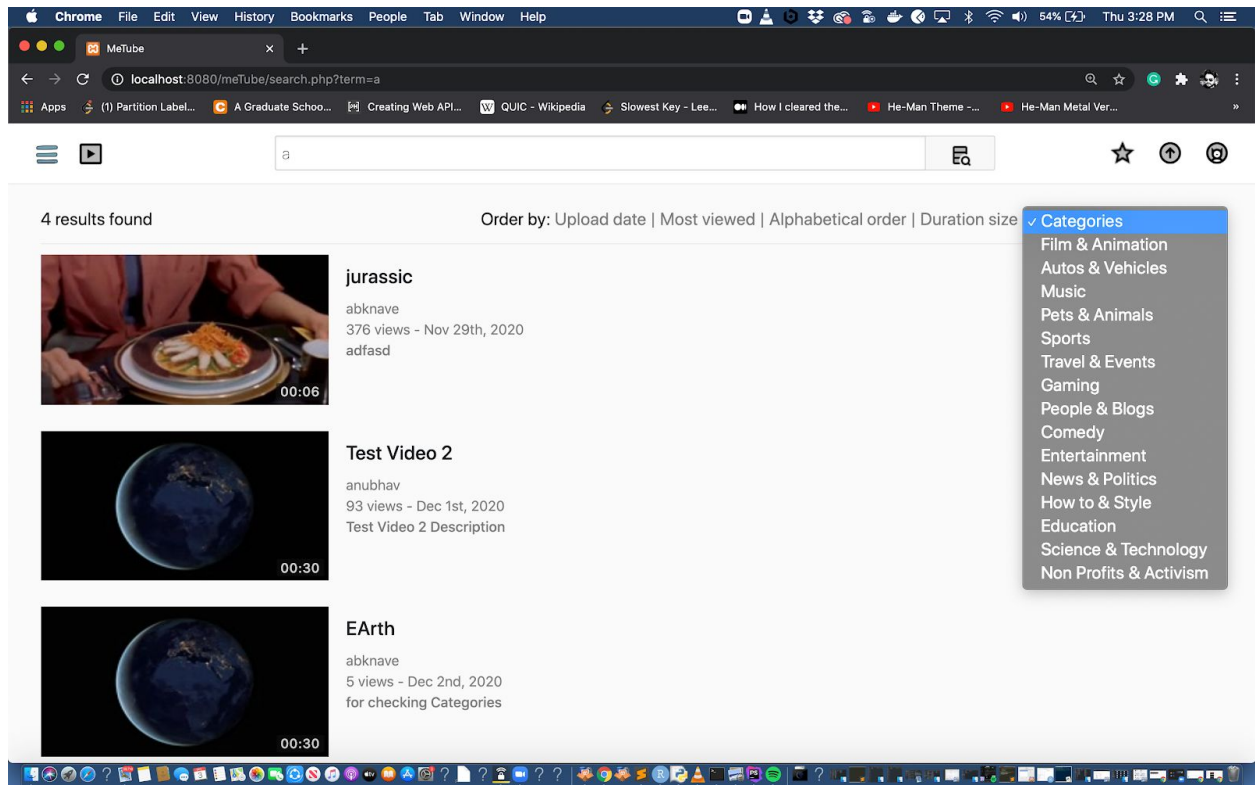 Chrome File Edit View History Bookmarks People Tab Window Help 54% Thu 3:28 PM
MeTube
localhost:8080/meTube/search.php?term=a
Apps (1) Partition Label... A Graduate Schoo... Creating Web API... QUIC - Wikipedia Slowest Key - Lee... How I cleared the... He-Man Theme -... He-Man Metal Ver... »
a
4 results found
Order by: Upload date | Most viewed | Alphabetical order | Duration size
✓ Categories
Film & Animation
Autos & Vehicles
Music
Pets & Animals
Sports
Travel & Events
Gaming
People & Blogs
Comedy
Entertainment
News & Politics
How to & Style
Education
Science & Technology
Non Profits & Activism
00:06
jurassic
abknave
376 views - Nov 29th, 2020
adfasd
00:30
Test Video 2
anubhav
93 views - Dec 1st, 2020
Test Video 2 Description
00:30
EArth
abknave
5 views - Dec 2nd, 2020
for checking Categories